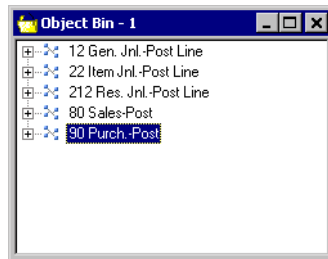 Object Bin - 1
12 Gen. Jnl.-Post Line
22 Item Jnl.-Post Line
212 Res. Jnl.-Post Line
80 Sales-Post
90 Purch.-Post